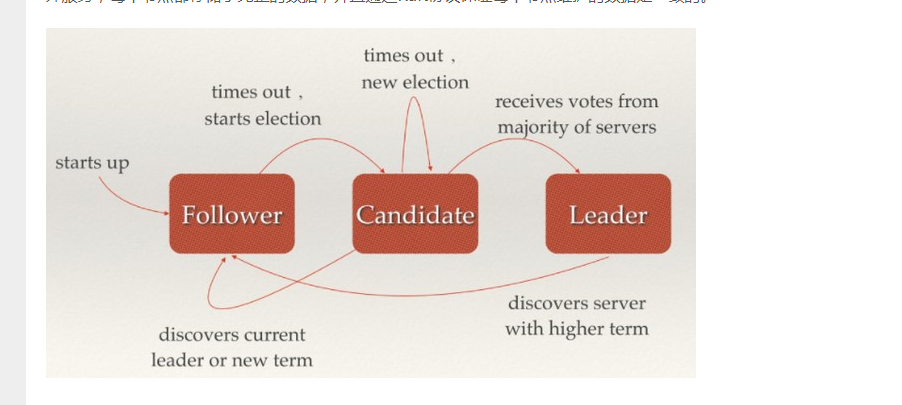 times out ,
new election
times out ,
starts election
receives votes from
majority of servers
starts up
Follower
Candidate
Leader
discovers server
with higher term
discovers current
leader or new term